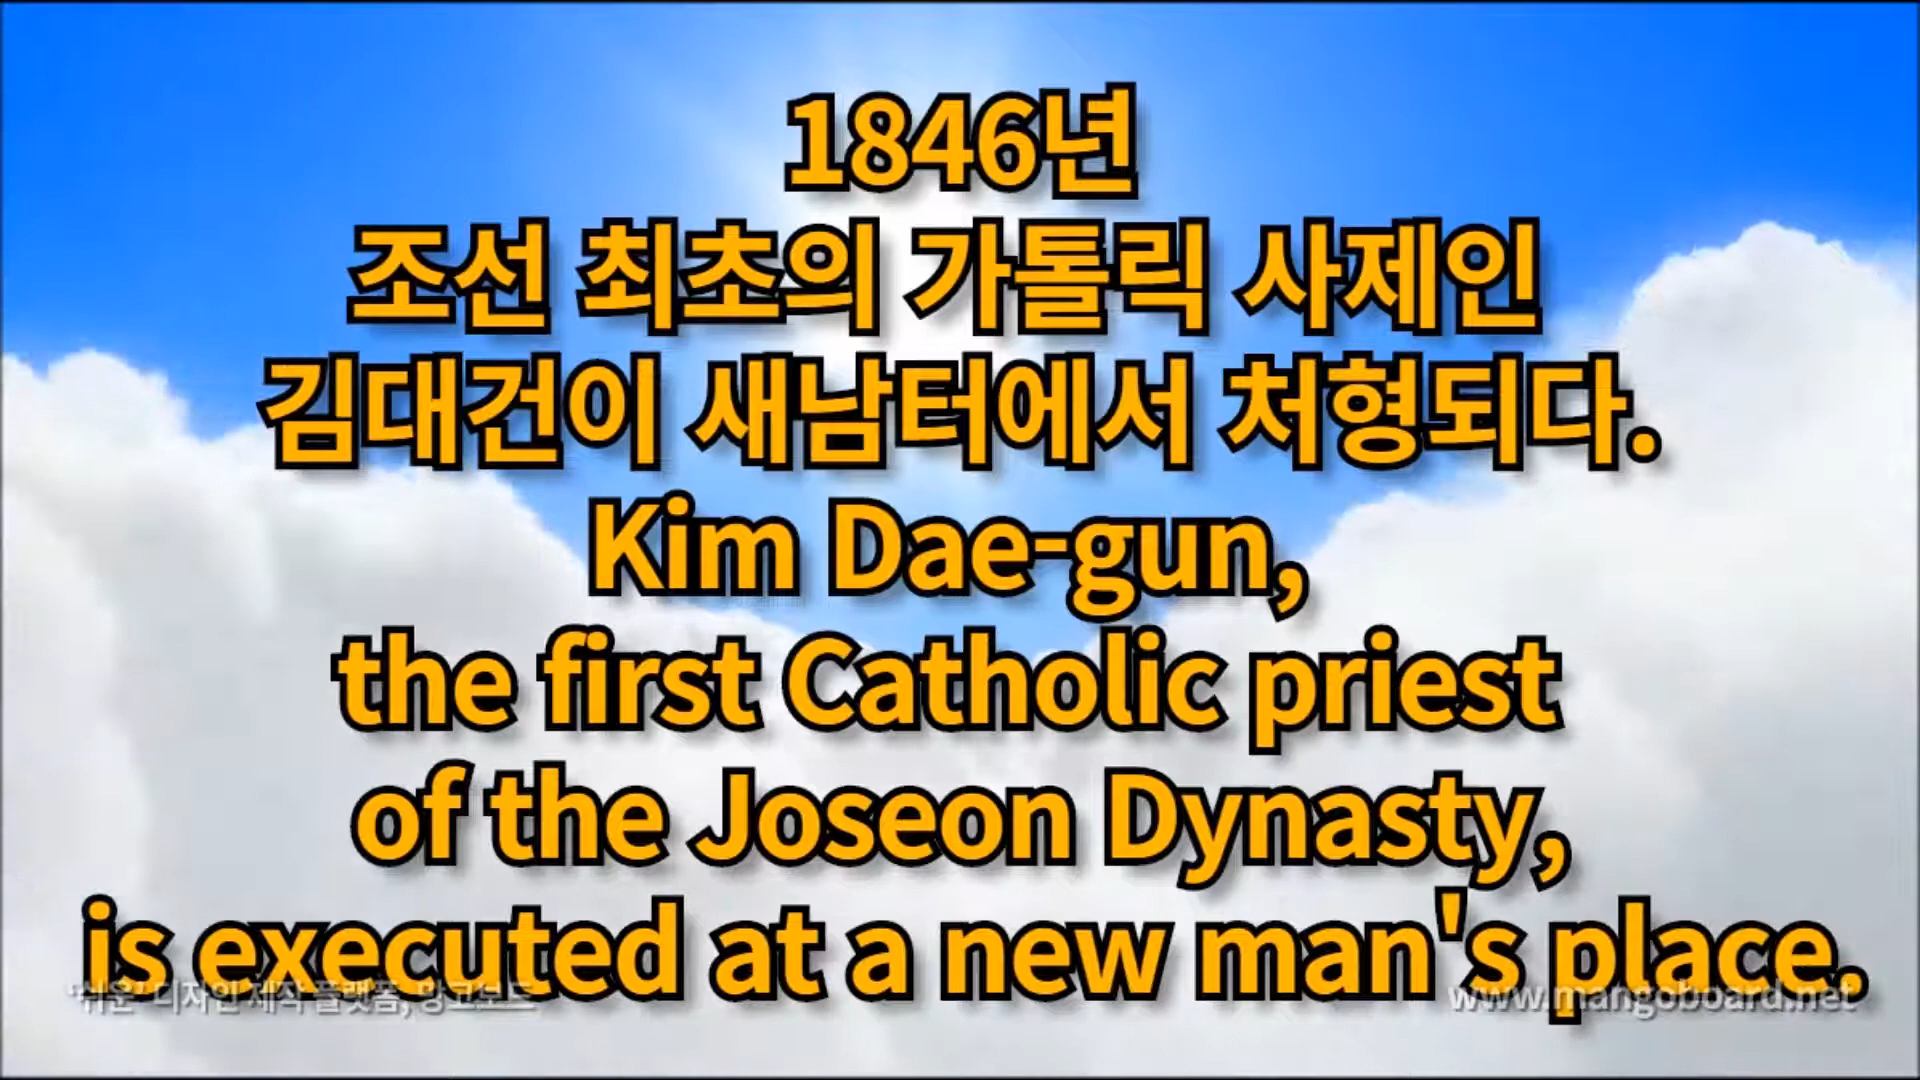 1846년
조선 최초의 가톨릭 사제인
김대건이 새남터에서 처형되다.
Kim Dae-gun,
the first Catholic priest
of the Joseon Dynasty,
is executed at a new man's place.
'쉬운' 디자인 제작 플랫폼, 망고보드
www.mangoboard.net